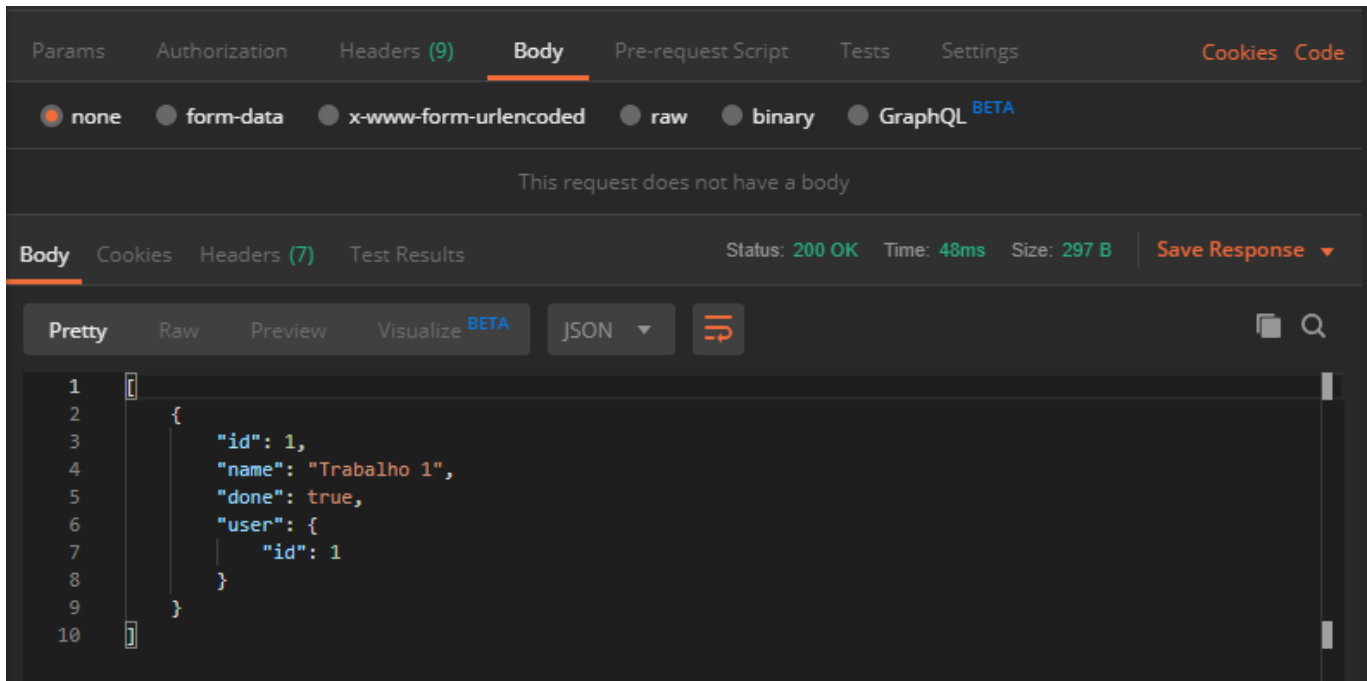 Params Authorization Headers (9) Body Pre-request Script Tests Settings Cookies Code
none form-data x-www-form-urlencoded raw binary GraphQL BETA
This request does not have a body
Body Cookies Headers (7) Test Results Status: 200 OK Time: 48ms Size: 297 B Save Response
Pretty Raw Preview Visualize BETA JSON
1 [
2 {
3 "id": 1,
4 "name": "Trabalho 1",
5 "done": true,
6 "user": {
7 "id": 1
8 }
9 }
10 ]